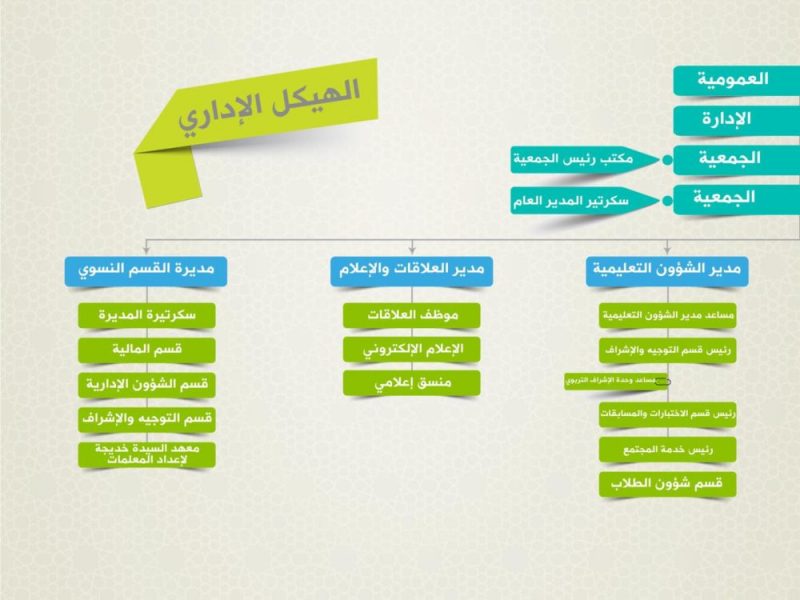 الهيكل الإداري
العمومية
الإدارة
الجمعية
مكتب رئيس الجمعية
الجمعية
سكرتير المدير العام
مدير الشؤون التعليمية
مساعد مدير الشؤون التعليمية
رئيس قسم التوجيه والإشراف
مساعد وحدة الإشراف التربوي
رئيس قسم الاختبارات والمسابقات
رئيس خدمة المجتمع
قسم شؤون الطلاب
مدير العلاقات والإعلام
موظف العلاقات
الإعلام الإلكتروني
منسق إعلامي
مديرة القسم النسوي
سكرتيرة المديرة
قسم المالية
قسم الشؤون الإدارية
قسم التوجيه والإشراف
معهد السيدة خديجة
لإعداد المعلمات